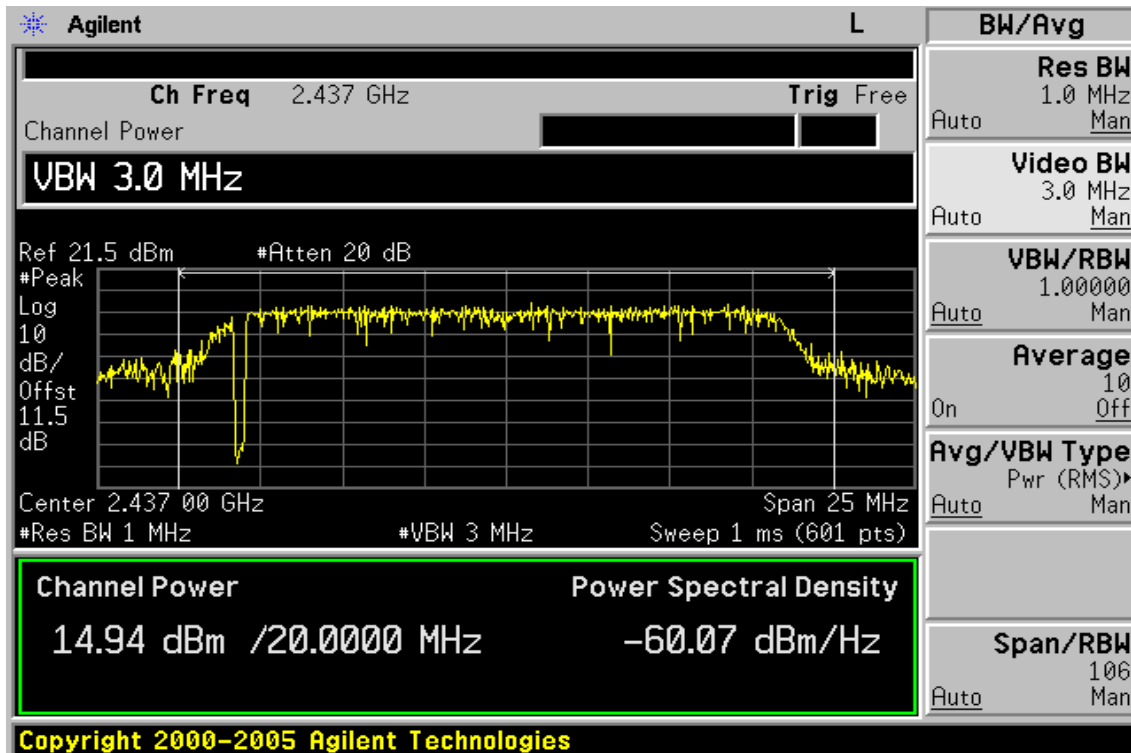 Agilent L
BW/Avg
Ch Freq 2.437 GHz Trig Free
Channel Power
VBW 3.0 MHz
Ref 21.5 dBm #Atten 20 dB
#Peak
Log
10
dB/
Offst
11.5
dB
Center 2.437 00 GHz Span 25 MHz
#Res BW 1 MHz #VBW 3 MHz Sweep 1 ms (601 pts)
Channel Power Power Spectral Density
14.94 dBm /20.0000 MHz -60.07 dBm/Hz
Res BW
1.0 MHz
Auto Man
Video BW
3.0 MHz
Auto Man
VBW/RBW
1.00000
Auto Man
Average
10
On Off
Avg/VBW Type
Pwr (RMS)▸
Auto Man
Span/RBW
106
Auto Man
Copyright 2000-2005 Agilent Technologies